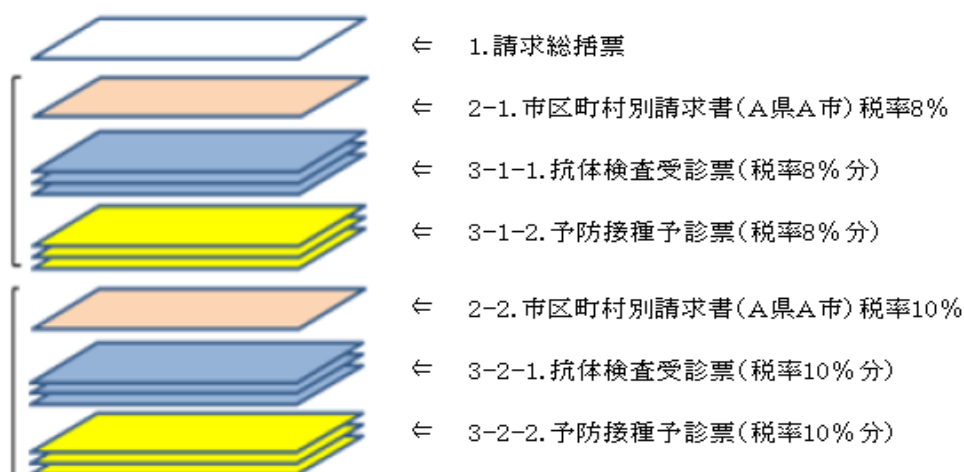 ⇐ 1.請求総括票
⇐ 2-1.市区町村別請求書(A県A市)税率8%
⇐ 3-1-1.抗体検査受診票(税率8%分)
⇐ 3-1-2.予防接種予診票(税率8%分)
⇐ 2-2.市区町村別請求書(A県A市)税率10%
⇐ 3-2-1.抗体検査受診票(税率10%分)
⇐ 3-2-2.予防接種予診票(税率10%分)